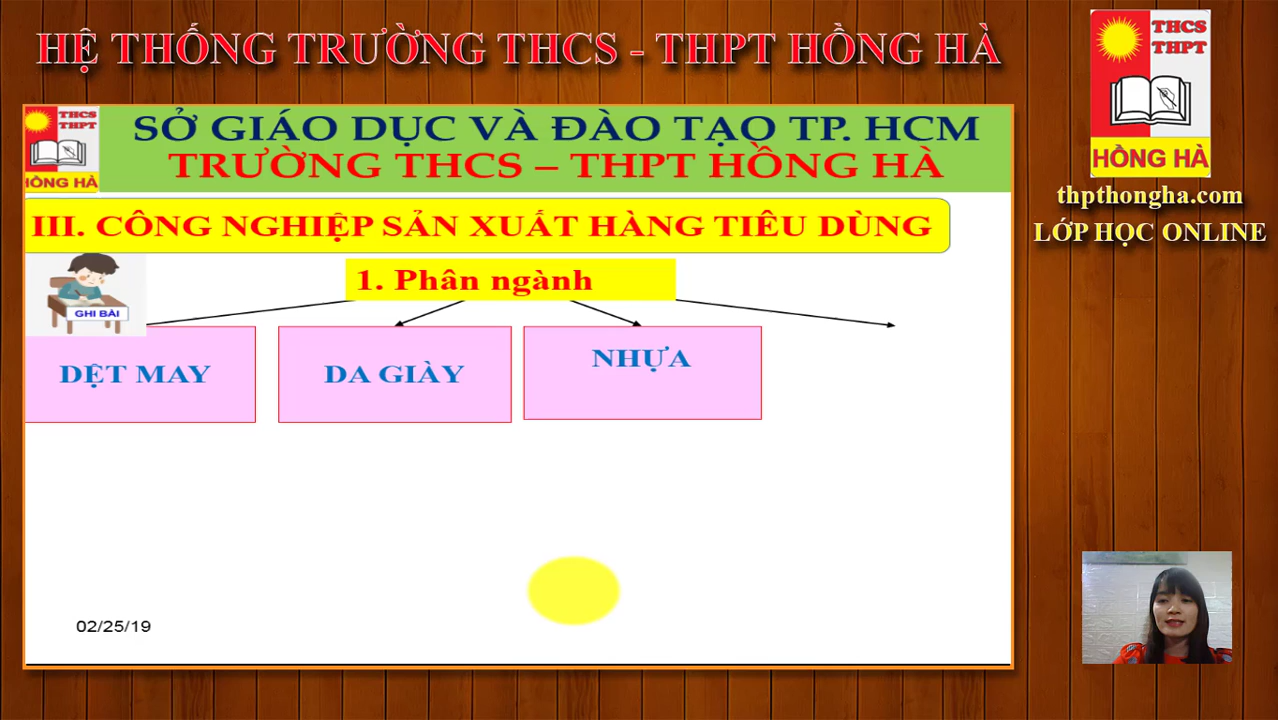 HỆ THỐNG TRƯỜNG THCS - THPT HỒNG HÀ
THCS
THPT
HỒNG HÀ
thpthongha.com
LỚP HỌC ONLINE
THCS
THPT
HỒNG HÀ
SỞ GIÁO DỤC VÀ ĐÀO TẠO TP. HCM
TRƯỜNG THCS – THPT HỒNG HÀ
III. CÔNG NGHIỆP SẢN XUẤT HÀNG TIÊU DÙNG
GHI BÀI
1. Phân ngành
DỆT MAY
DA GIÀY
NHỰA
02/25/19